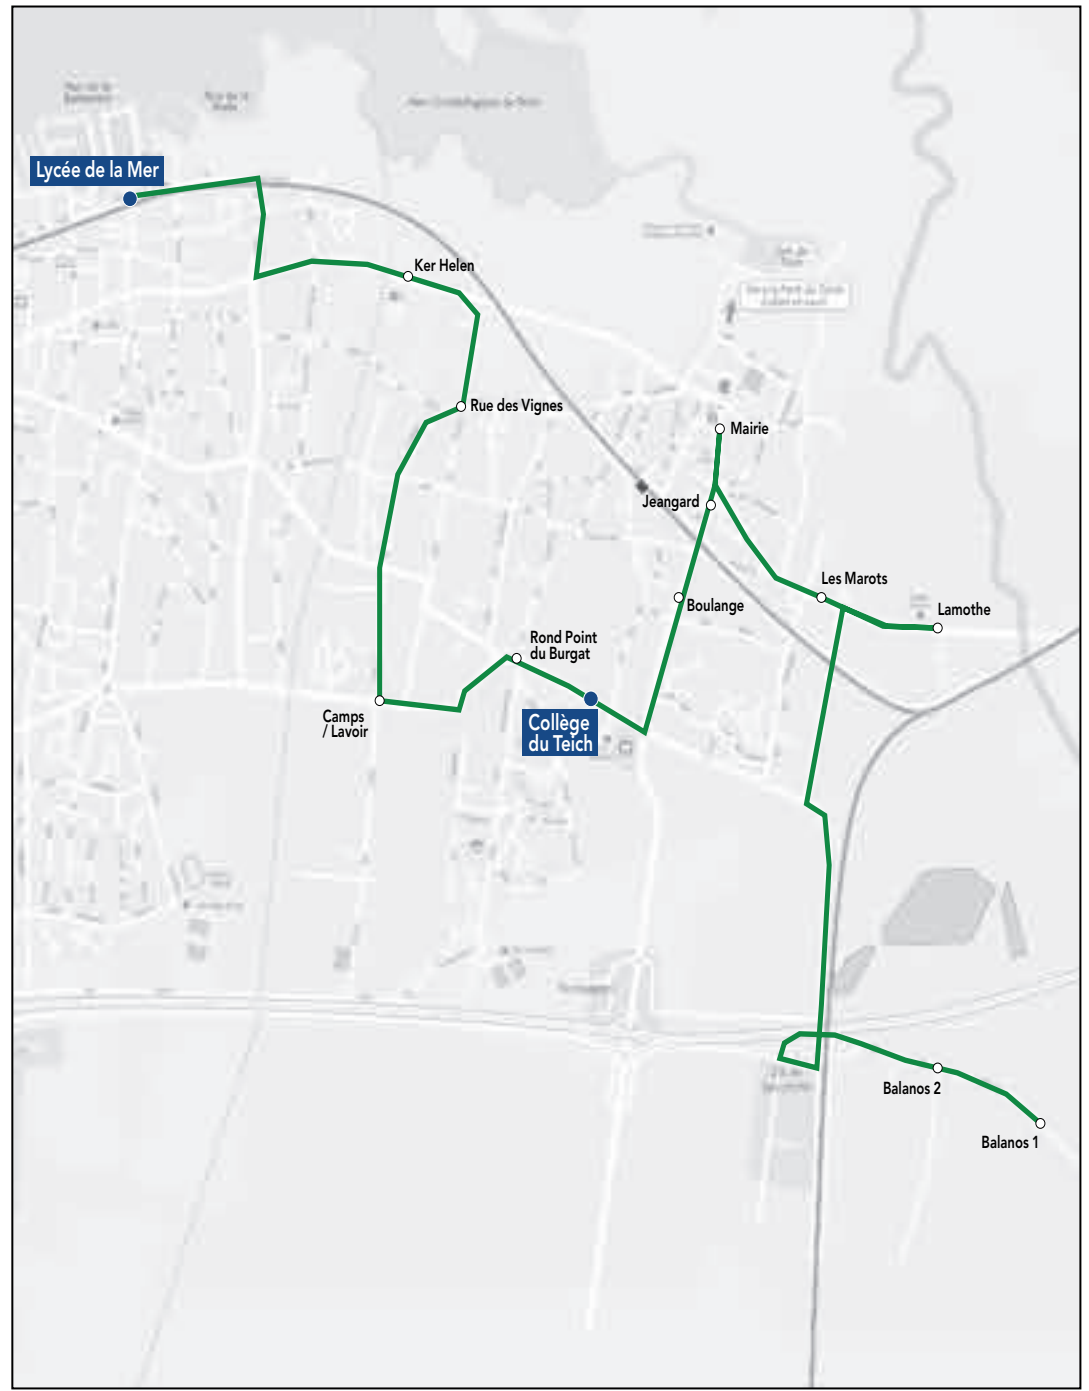 Lycée de la Mer
Ker Helen
Rue des Vignes
Mairie
Jeangard
Les Marots
Boulange
Lamothe
Rond Point
du Burgat
Camps
/ Lavoir
Collège
du Teich
Balanos 2
Balanos 1